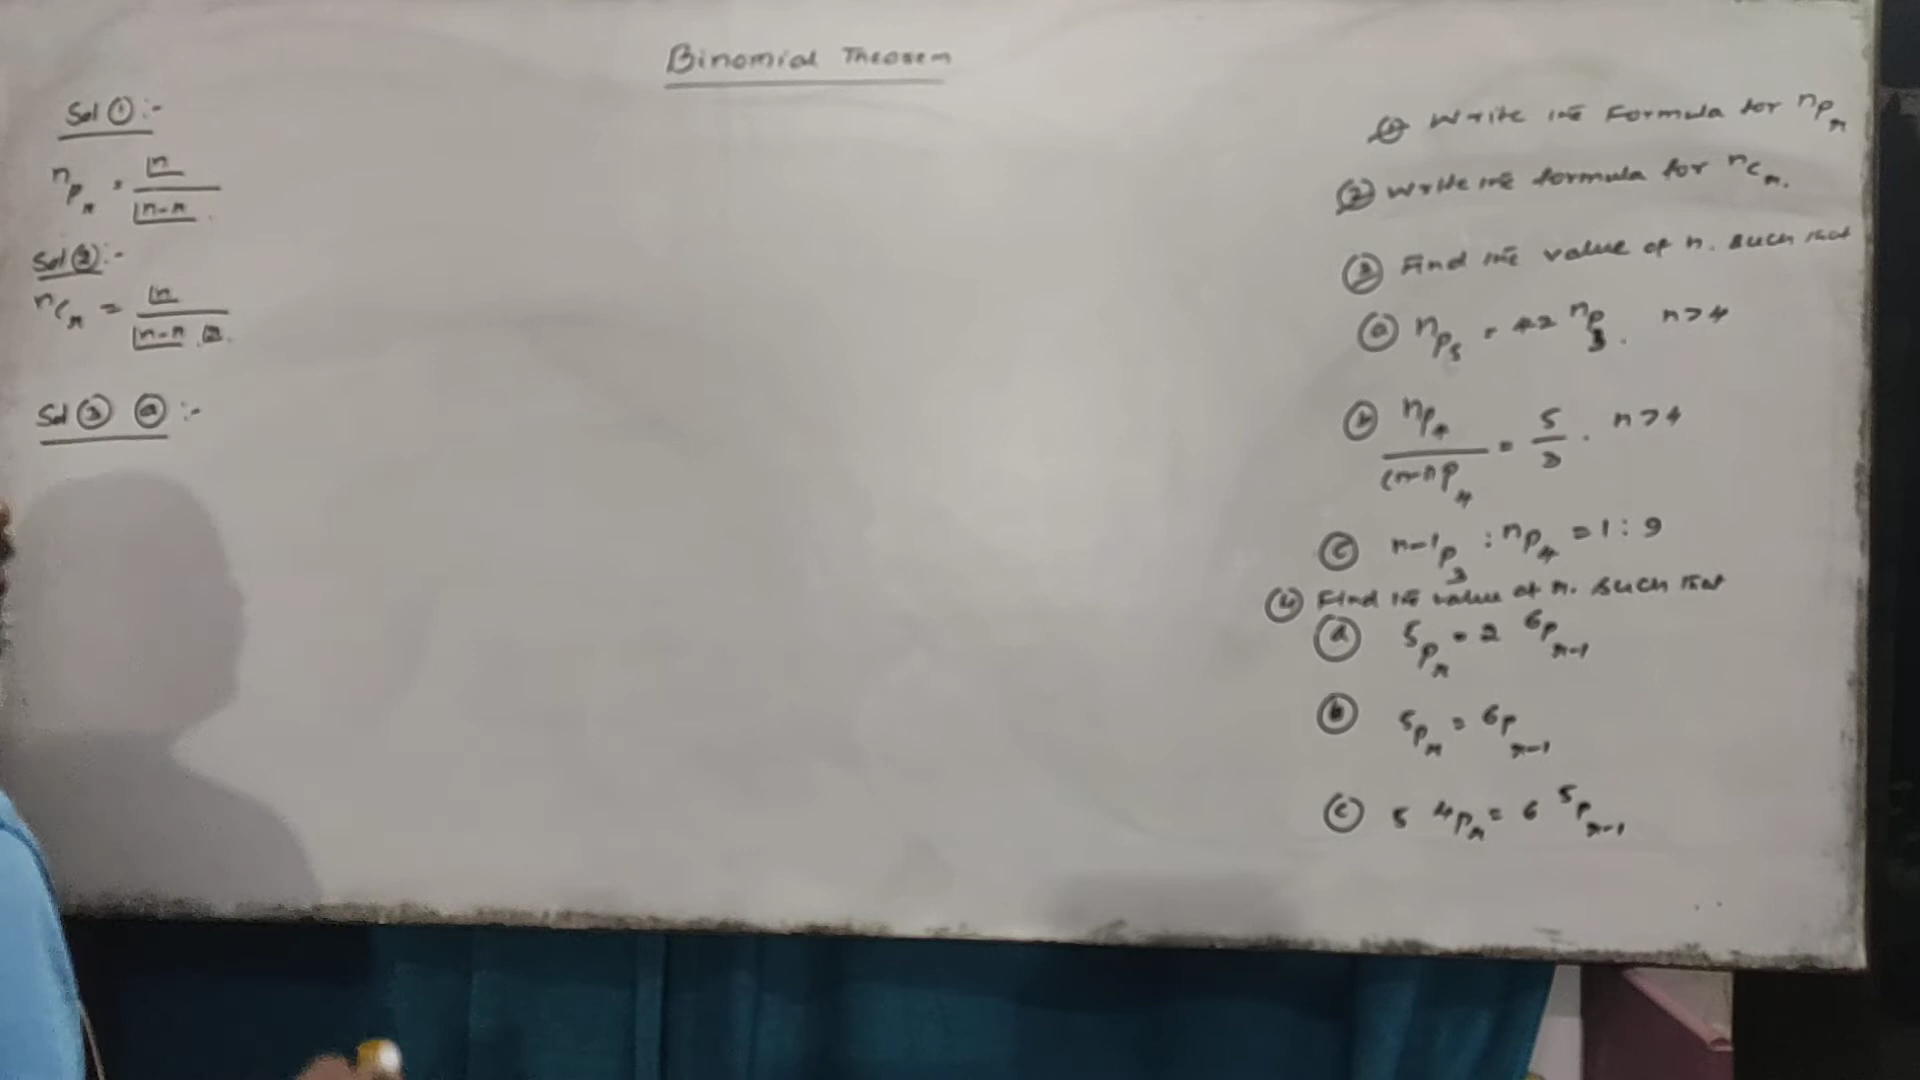 Binomial Theorem
Sol ① :-
nPr = |n / |n-r
Sol ② :-
nCr = |n / |n-r |r.
Sol ③ ⓐ :-
① Write the Formula for nPr
② Write the formula for nCr.
③ Find the value of n. such that
ⓐ nP5 = 42 nP3. n>4
ⓑ nP4 / (n-1)P4 = 5/3. n>4
ⓒ n-1P3 : nP4 = 1 : 9
④ Find the value of r. such that
ⓐ 5Pr = 2 6Pr-1
ⓑ 5Pr = 6Pr-1
ⓒ 5 4Pr = 6 5Pr-1